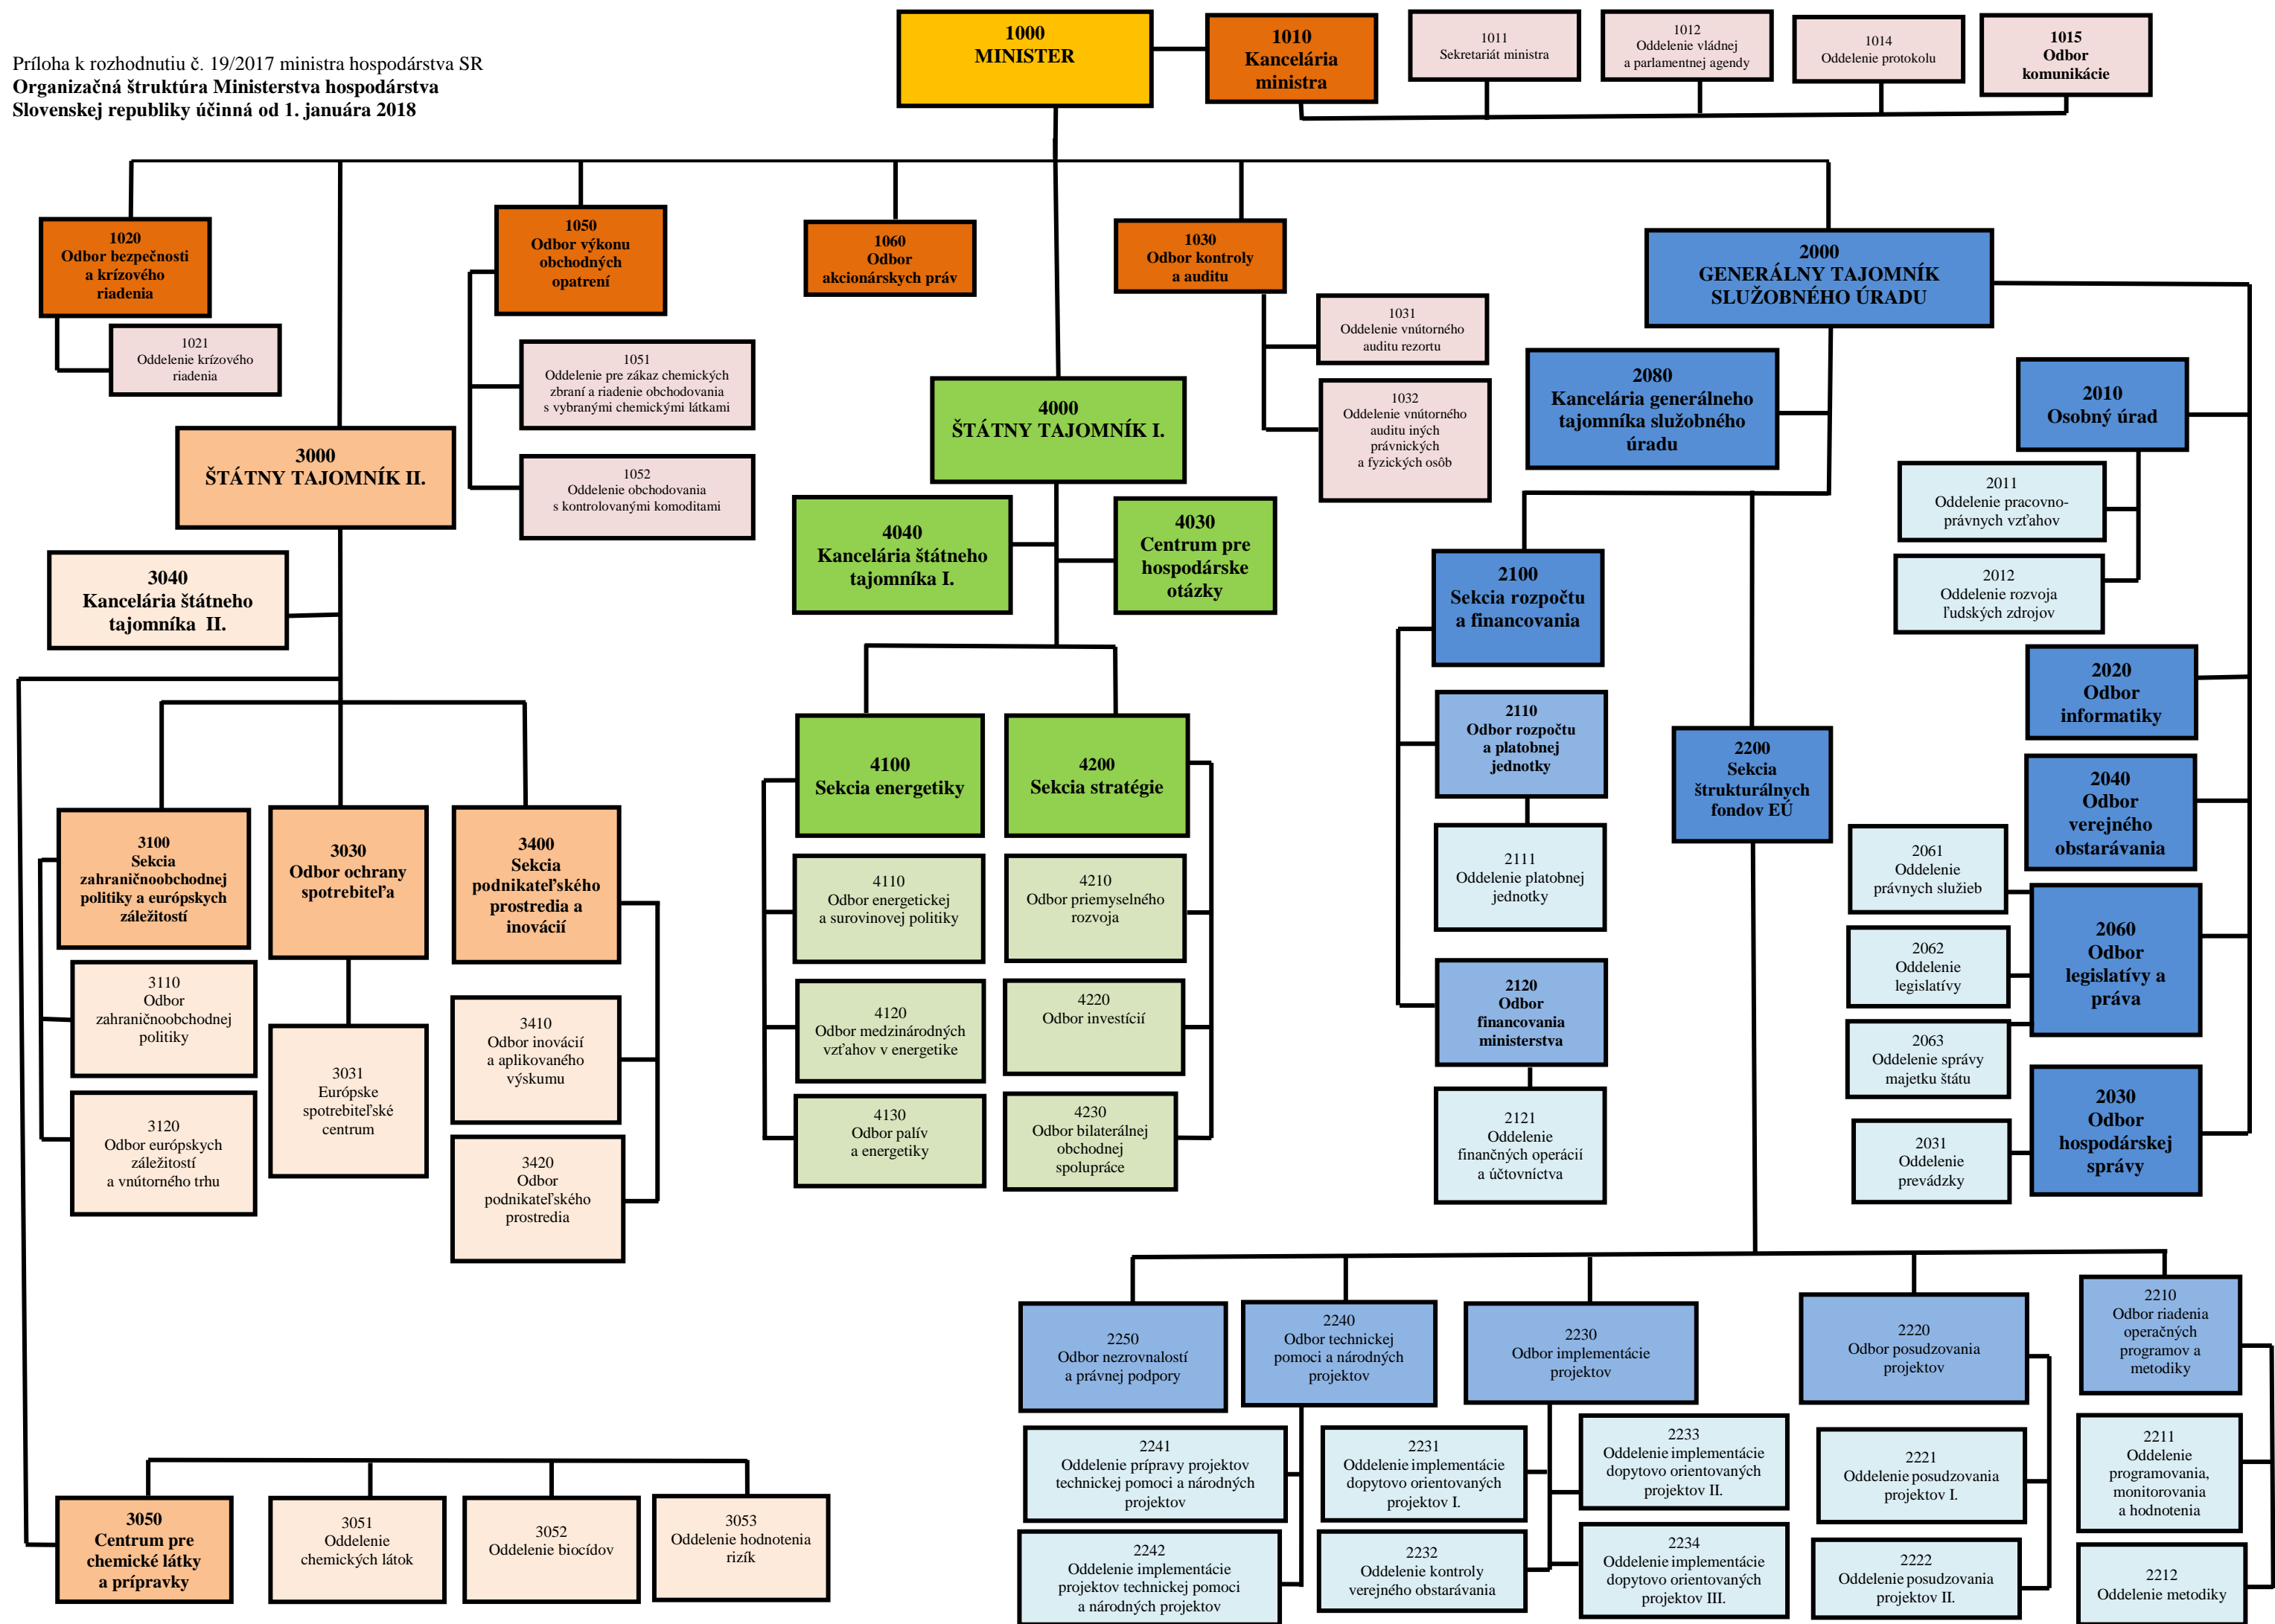 Príloha k rozhodnutiu č. 19/2017 ministra hospodárstva SR
Organizačná štruktúra Ministerstva hospodárstva
Slovenskej republiky účinná od 1. januára 2018
1000
MINISTER
1010
Kancelária
ministra
1011
Sekretariát ministra
1012
Oddelenie vládnej
a parlamentnej agendy
1014
Oddelenie protokolu
1015
Odbor
komunikácie
1020
Odbor bezpečnosti
a krízového
riadenia
1021
Oddelenie krízového
riadenia
1050
Odbor výkonu
obchodných
opatrení
1051
Oddelenie pre zákaz chemických
zbraní a riadenie obchodovania
s vybranými chemickými látkami
1052
Oddelenie obchodovania
s kontrolovanými komoditami
1060
Odbor
akcionárskych práv
1030
Odbor kontroly
a auditu
1031
Oddelenie vnútorného
auditu rezortu
1032
Oddelenie vnútorného
auditu iných
právnických
a fyzických osôb
2000
GENERÁLNY TAJOMNÍK
SLUŽOBNÉHO ÚRADU
2080
Kancelária generálneho
tajomníka služobného
úradu
2010
Osobný úrad
2011
Oddelenie pracovno-
právnych vzťahov
2012
Oddelenie rozvoja
ľudských zdrojov
2020
Odbor
informatiky
2040
Odbor
verejného
obstarávania
2061
Oddelenie
právnych služieb
2062
Oddelenie
legislatívy
2063
Oddelenie správy
majetku štátu
2060
Odbor
legislatívy a
práva
2031
Oddelenie
prevádzky
2030
Odbor
hospodárskej
správy
3000
ŠTÁTNY TAJOMNÍK II.
3040
Kancelária štátneho
tajomníka  II.
3100
Sekcia
zahraničnoobchodnej
politiky a európskych
záležitostí
3110
Odbor
zahraničnoobchodnej
politiky
3120
Odbor európskych
záležitostí
a vnútorného trhu
3030
Odbor ochrany
spotrebiteľa
3031
Európske
spotrebiteľské
centrum
3400
Sekcia
podnikateľského
prostredia a
inovácií
3410
Odbor inovácií
a aplikovaného
výskumu
3420
Odbor
podnikateľského
prostredia
4000
ŠTÁTNY TAJOMNÍK I.
4040
Kancelária štátneho
tajomníka I.
4030
Centrum pre
hospodárske
otázky
4100
Sekcia energetiky
4110
Odbor energetickej
a surovinovej politiky
4120
Odbor medzinárodných
vzťahov v energetike
4130
Odbor palív
a energetiky
4200
Sekcia stratégie
4210
Odbor priemyselného
rozvoja
4220
Odbor investícií
4230
Odbor bilaterálnej
obchodnej
spolupráce
2100
Sekcia rozpočtu
a financovania
2110
Odbor rozpočtu
a platobnej
jednotky
2111
Oddelenie platobnej
jednotky
2120
Odbor
financovania
ministerstva
2121
Oddelenie
finančných operácií
a účtovníctva
2200
Sekcia
štrukturálnych
fondov EÚ
2250
Odbor nezrovnalostí
a právnej podpory
2240
Odbor technickej
pomoci a národných
projektov
2230
Odbor implementácie
projektov
2220
Odbor posudzovania
projektov
2210
Odbor riadenia
operačných
programov a
metodiky
2241
Oddelenie prípravy projektov
technickej pomoci a národných
projektov
2242
Oddelenie implementácie
projektov technickej pomoci
a národných projektov
2231
Oddelenie implementácie
dopytovo orientovaných
projektov I.
2232
Oddelenie kontroly
verejného obstarávania
2233
Oddelenie implementácie
dopytovo orientovaných
projektov II.
2234
Oddelenie implementácie
dopytovo orientovaných
projektov III.
2221
Oddelenie posudzovania
projektov I.
2222
Oddelenie posudzovania
projektov II.
2211
Oddelenie
programovania,
monitorovania
a hodnotenia
2212
Oddelenie metodiky
3050
Centrum pre
chemické látky
a prípravky
3051
Oddelenie
chemických látok
3052
Oddelenie biocídov
3053
Oddelenie hodnotenia
rizík